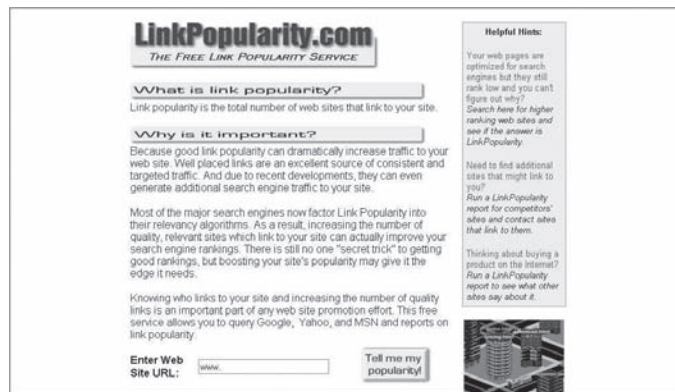 LinkPopularity.com
THE FREE LINK POPULARITY SERVICE
What is link popularity?
Link popularity is the total number of web sites that link to your site.
Why is it important?
Because good link popularity can dramatically increase traffic to your
web site. Well placed links are an excellent source of consistent and
targeted traffic. And due to recent developments, they can even
generate additional search engine traffic to your site.
Most of the major search engines now factor Link Popularity into
their relevancy algorithms. As a result, increasing the number of
quality, relevant sites which link to your site can actually improve your
search engine rankings. There is still no one "secret trick" to getting
good rankings, but boosting your site's popularity may give it the
edge it needs.
Knowing who links to your site and increasing the number of quality
links is an important part of any web site promotion effort. This free
service allows you to query Google, Yahoo, and MSN and reports on
link popularity.
Enter Web
Site URL:
www.
Tell me my
popularity!
Helpful Hints:
Your web pages are
optimized for search
engines but they still
rank low and you can't
figure out why?
Search here for higher
ranking web sites and
see if the answer is
LinkPopularity.
Need to find additional
sites that might link to
you?
Run a LinkPopularity
report for competitors'
sites and contact sites
that link to them.
Thinking about buying a
product on the Internet?
Run a LinkPopularity
report to see what other
sites say about it.